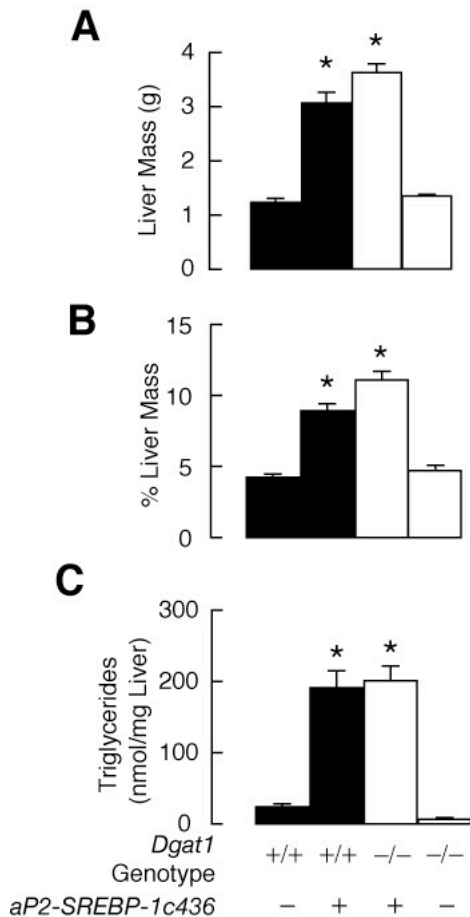 A
Liver Mass (g)
4
3
2
1
0
* *
B
% Liver Mass
15
10
5
0
* *
C
Triglycerides
(nmol/mg Liver)
300
200
100
0
* *
Dgat1
Genotype
+/+ +/+ −/− −/−
aP2-SREBP-1c436 − + + −